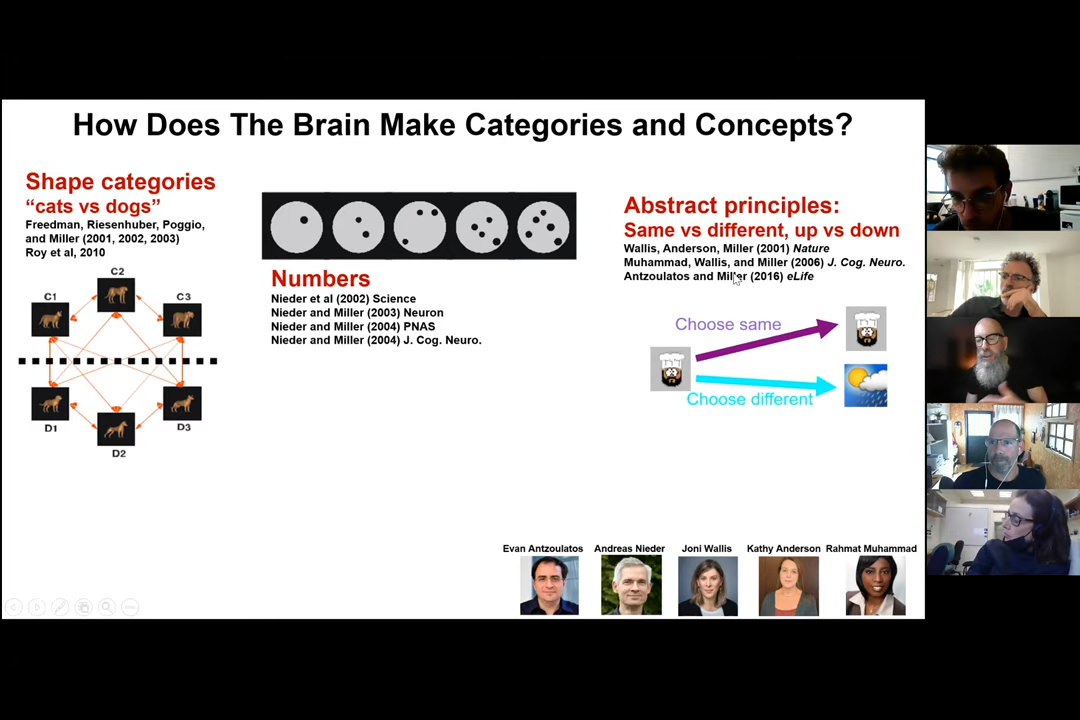 How Does The Brain Make Categories and Concepts?
Shape categories
“cats vs dogs”
Freedman, Riesenhuber, Poggio,
and Miller (2001, 2002, 2003)
Roy et al, 2010
C2
C1
C3
D1
D3
D2
Numbers
Nieder et al (2002) Science
Nieder and Miller (2003) Neuron
Nieder and Miller (2004) PNAS
Nieder and Miller (2004) J. Cog. Neuro.
Abstract principles:
Same vs different, up vs down
Wallis, Anderson, Miller (2001) Nature
Muhammad, Wallis, and Miller (2006) J. Cog. Neuro.
Antzoulatos and Miller (2016) eLife
Choose same
Choose different
Evan Antzoulatos
Andreas Nieder
Joni Wallis
Kathy Anderson
Rahmat Muhammad